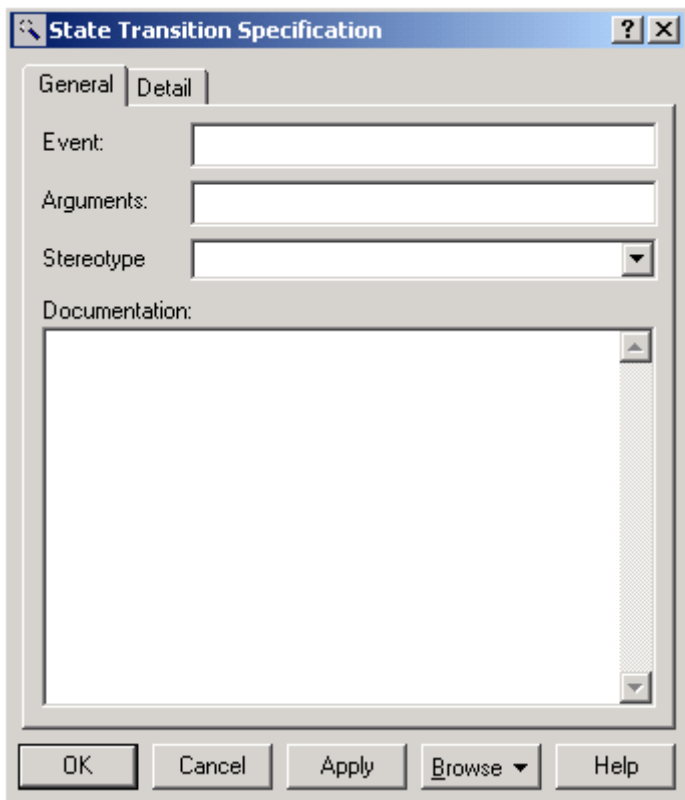 State Transition Specification
General Detail
Event:
Arguments:
Stereotype
Documentation:
OK Cancel Apply Browse Help